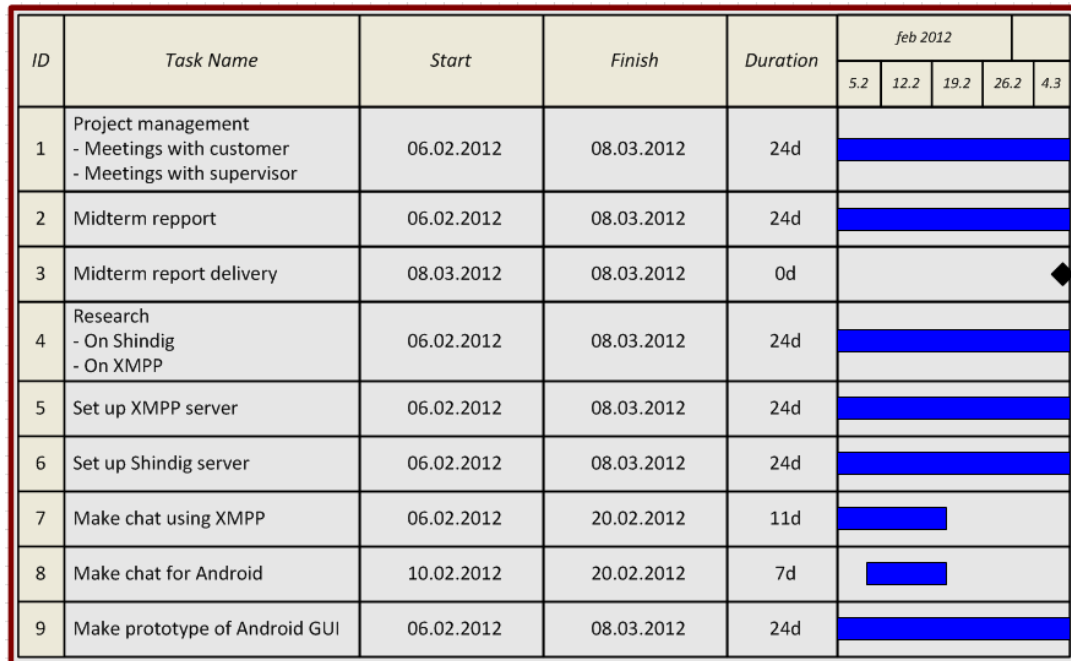 ID Task Name Start Finish Duration feb 2012
5.2 12.2 19.2 26.2 4.3
1 Project management
- Meetings with customer
- Meetings with supervisor 06.02.2012 08.03.2012 24d
2 Midterm repport 06.02.2012 08.03.2012 24d
3 Midterm report delivery 08.03.2012 08.03.2012 0d
4 Research
- On Shindig
- On XMPP 06.02.2012 08.03.2012 24d
5 Set up XMPP server 06.02.2012 08.03.2012 24d
6 Set up Shindig server 06.02.2012 08.03.2012 24d
7 Make chat using XMPP 06.02.2012 20.02.2012 11d
8 Make chat for Android 10.02.2012 20.02.2012 7d
9 Make prototype of Android GUI 06.02.2012 08.03.2012 24d